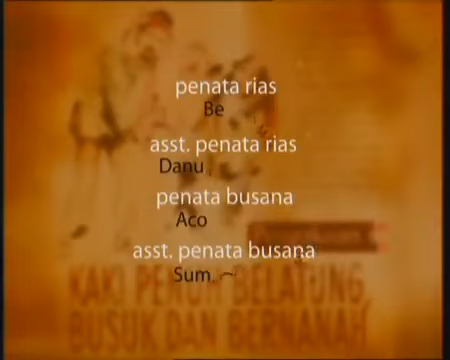 penata rias
Be
asst. penata rias
Danu
penata busana
Aco
asst. penata busana
Sum
KAKI PENUH BELATUNG,
BUSUK DAN BERNANAH